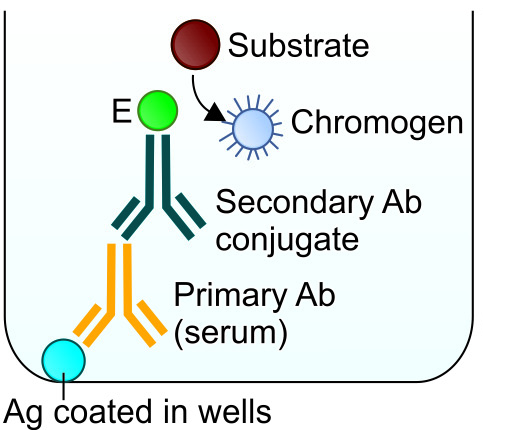 Substrate
E
Chromogen
Secondary Ab
conjugate
Primary Ab
(serum)
Ag coated in wells